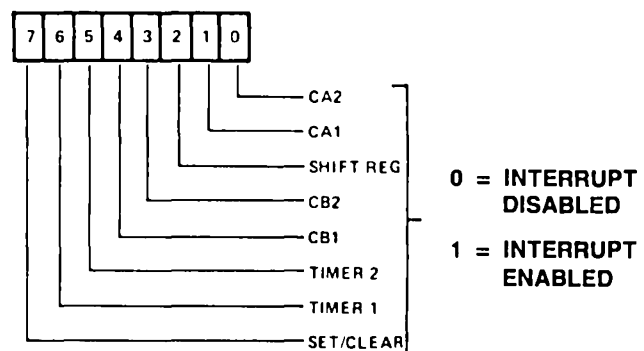 7 6 5 4 3 2 1 0
CA2
CA1
SHIFT REG
CB2
CB1
TIMER 2
TIMER 1
SET/CLEAR
0 = INTERRUPT
DISABLED
1 = INTERRUPT
ENABLED